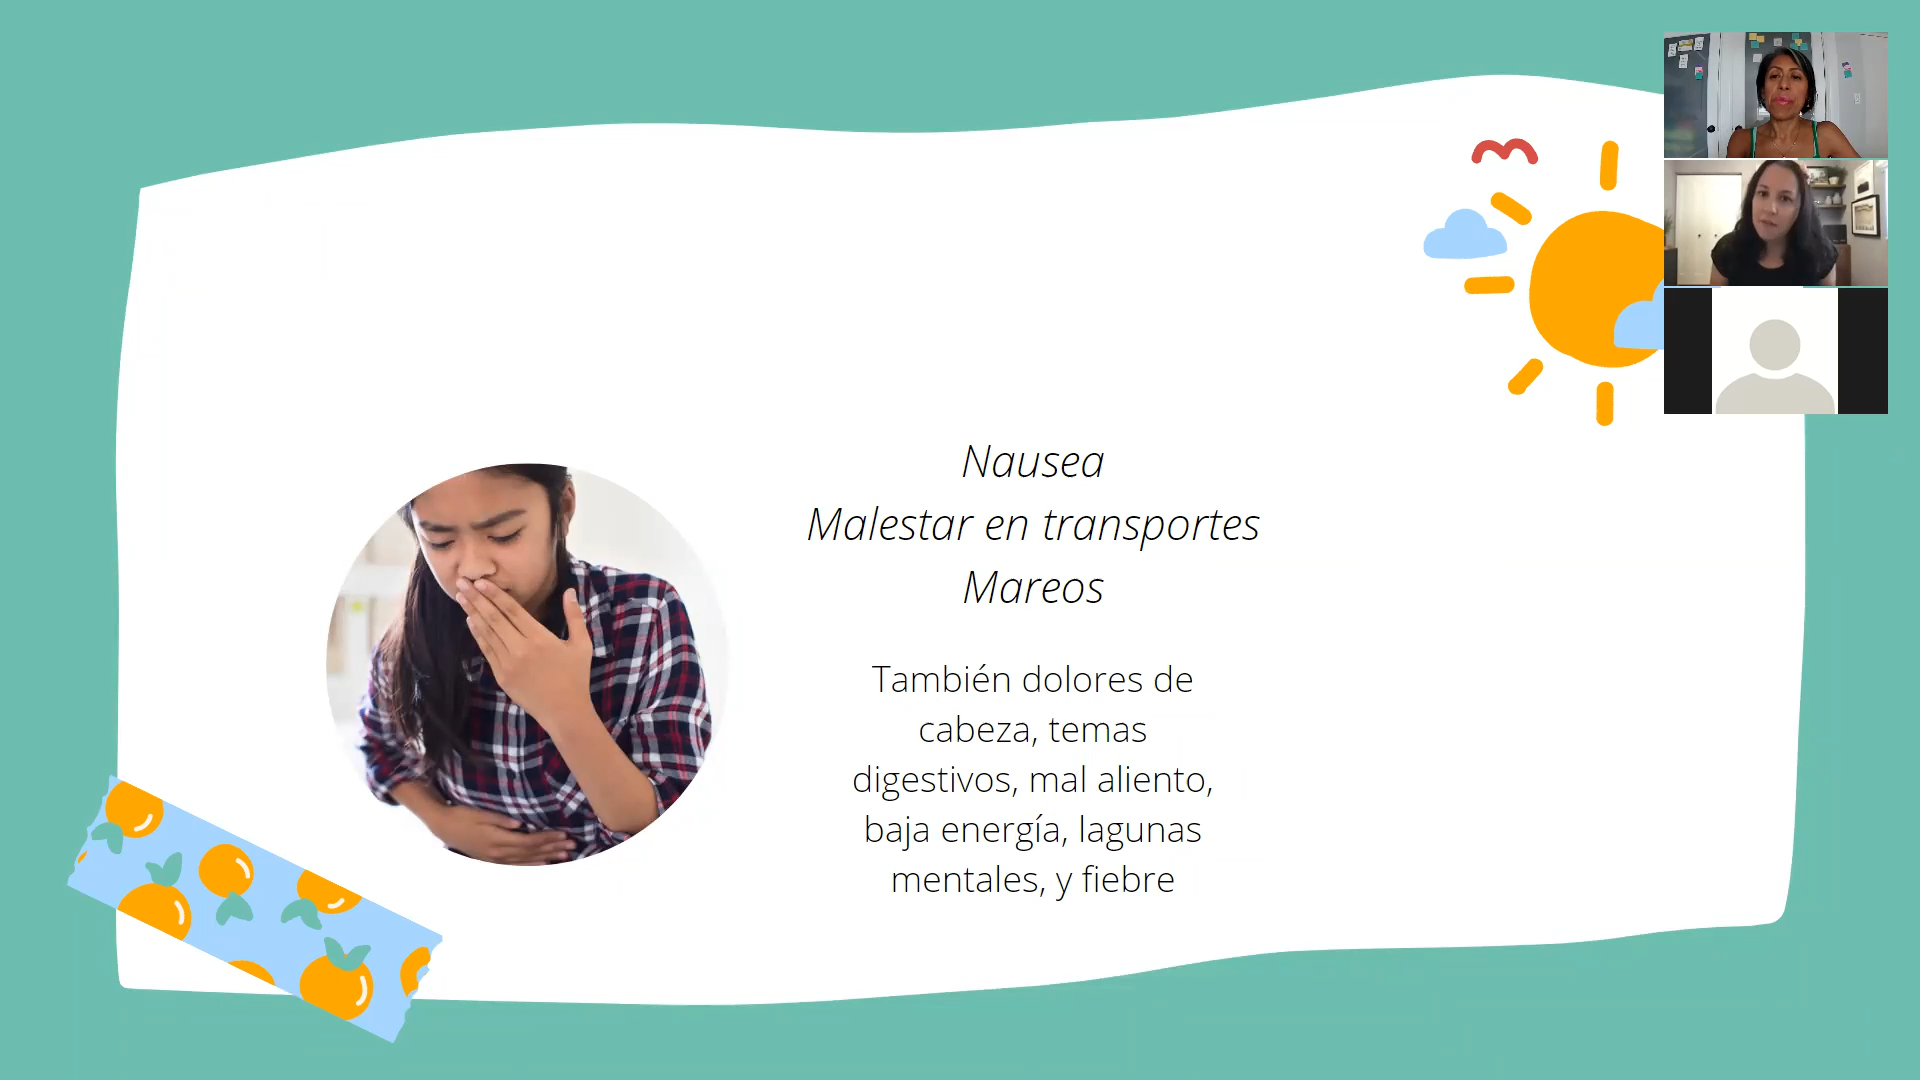 Nausea
Malestar en transportes
Mareos
También dolores de
cabeza, temas
digestivos, mal aliento,
baja energía, lagunas
mentales, y fiebre